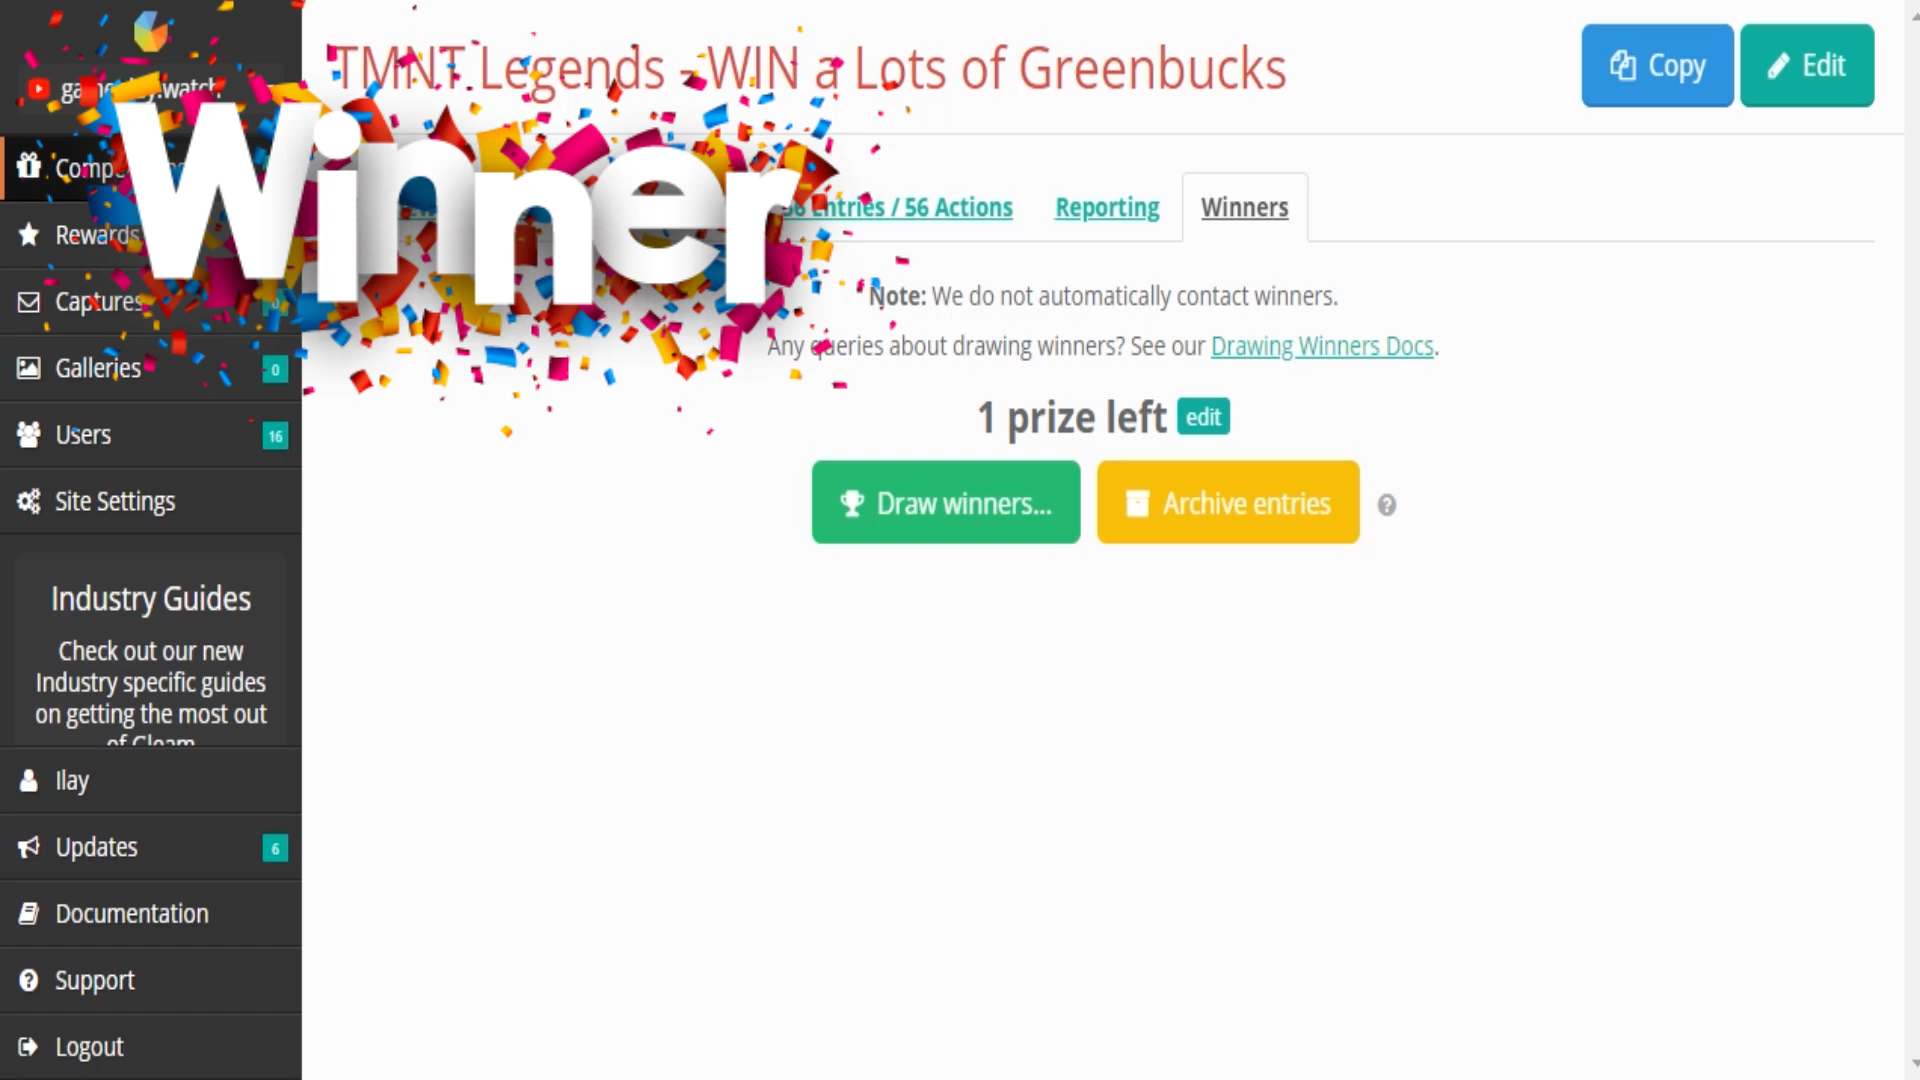 TMNT Legends - WIN a Lots of Greenbucks
Copy
Edit
Winner
Rewards
Captures
Galleries
0
Users
16
Site Settings
Industry Guides
Check out our new
Industry specific guides
on getting the most out
of Gleam
Ilay
Updates
6
Documentation
Support
Logout
Entries / 56 Actions
Reporting
Winners
Note: We do not automatically contact winners.
Any queries about drawing winners? See our Drawing Winners Docs.
1 prize left
edit
Draw winners...
Archive entries